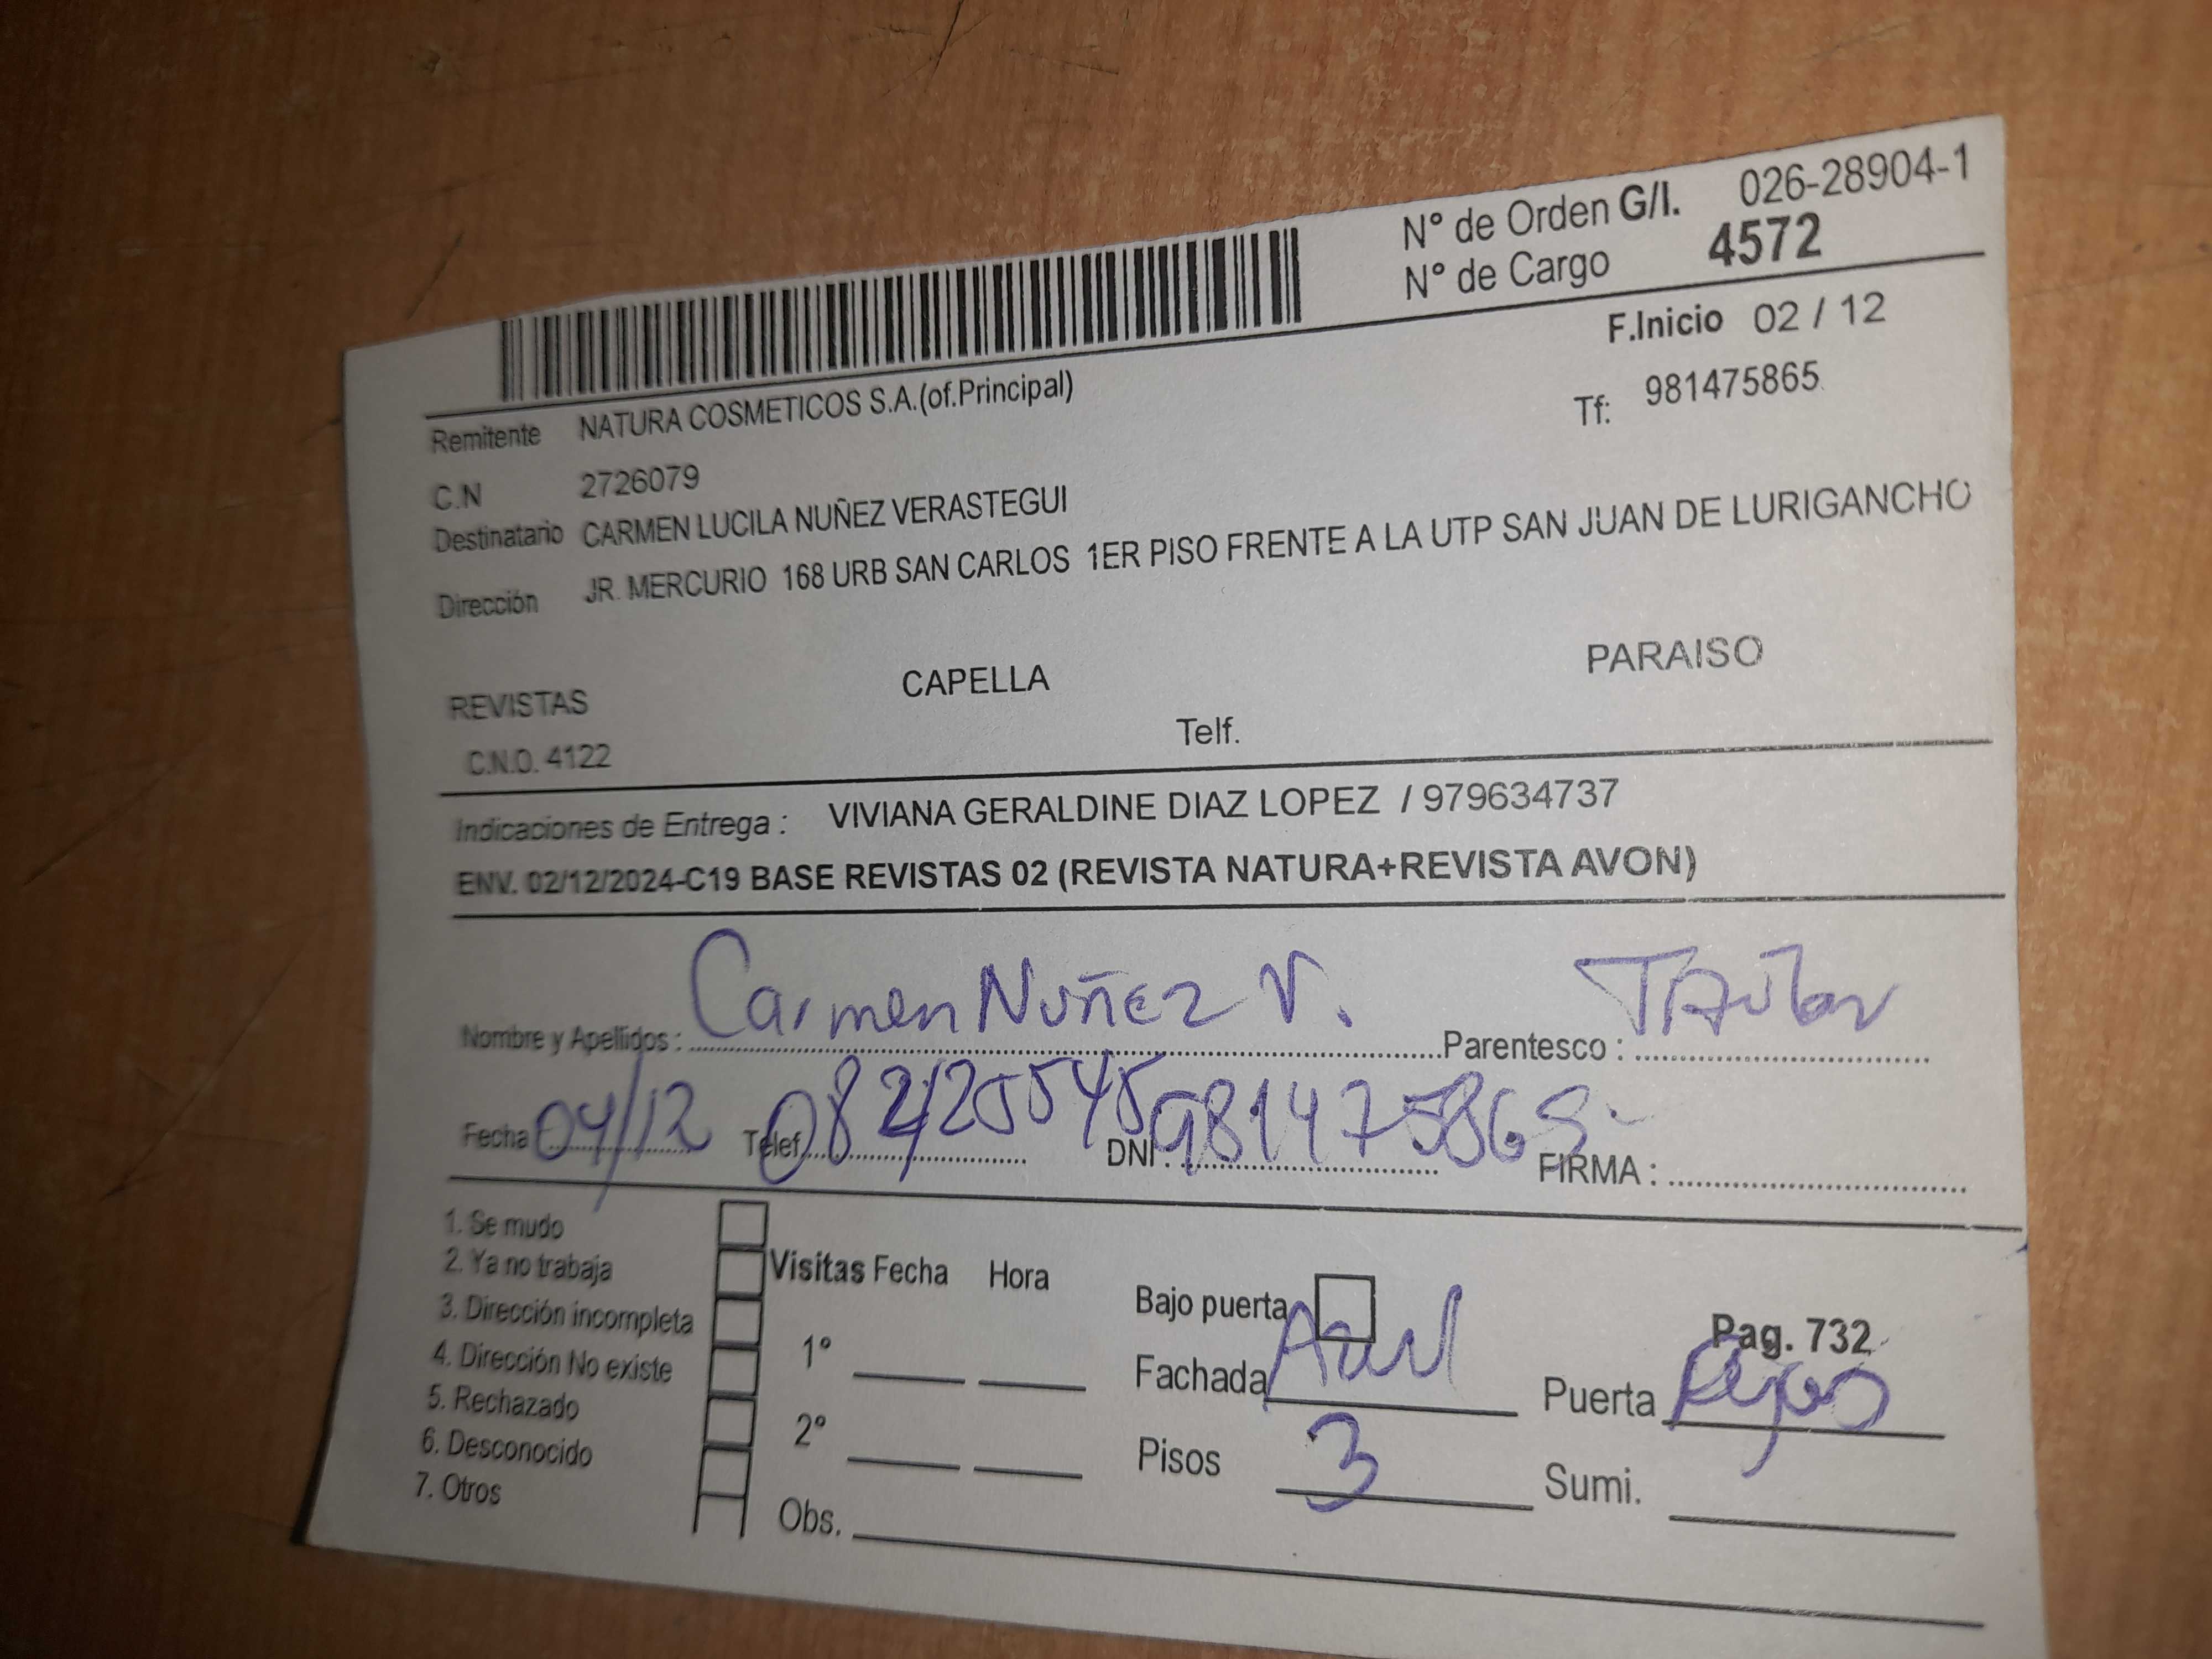 N° de Orden G/I. 026-28904-1
N° de Cargo 4572
F.Inicio 02 / 12
Remitente NATURA COSMETICOS S.A.(of.Principal)
Tf: 981475865
C.N 2726079
Destinatario CARMEN LUCILA NUÑEZ VERASTEGUI
Dirección JR. MERCURIO 168 URB SAN CARLOS 1ER PISO FRENTE A LA UTP SAN JUAN DE LURIGANCHO
REVISTAS CAPELLA PARAISO
C.N.O. 4122 Telf.
Indicaciones de Entrega : VIVIANA GERALDINE DIAZ LOPEZ / 979634737
ENV. 02/12/2024-C19 BASE REVISTAS 02 (REVISTA NATURA+REVISTA AVON)
Nombre y Apellidos : Carmen Nuñez V. Parentesco :
Fecha 04/12 Telef. DNI : 981475865 FIRMA :
1. Se mudo
2. Ya no trabaja Visitas Fecha Hora
3. Dirección incompleta Bajo puerta Pag. 732
4. Dirección No existe 1° Fachada Azul Puerta Rejas
5. Rechazado
6. Desconocido 2° Pisos 3 Sumi.
7. Otros Obs.